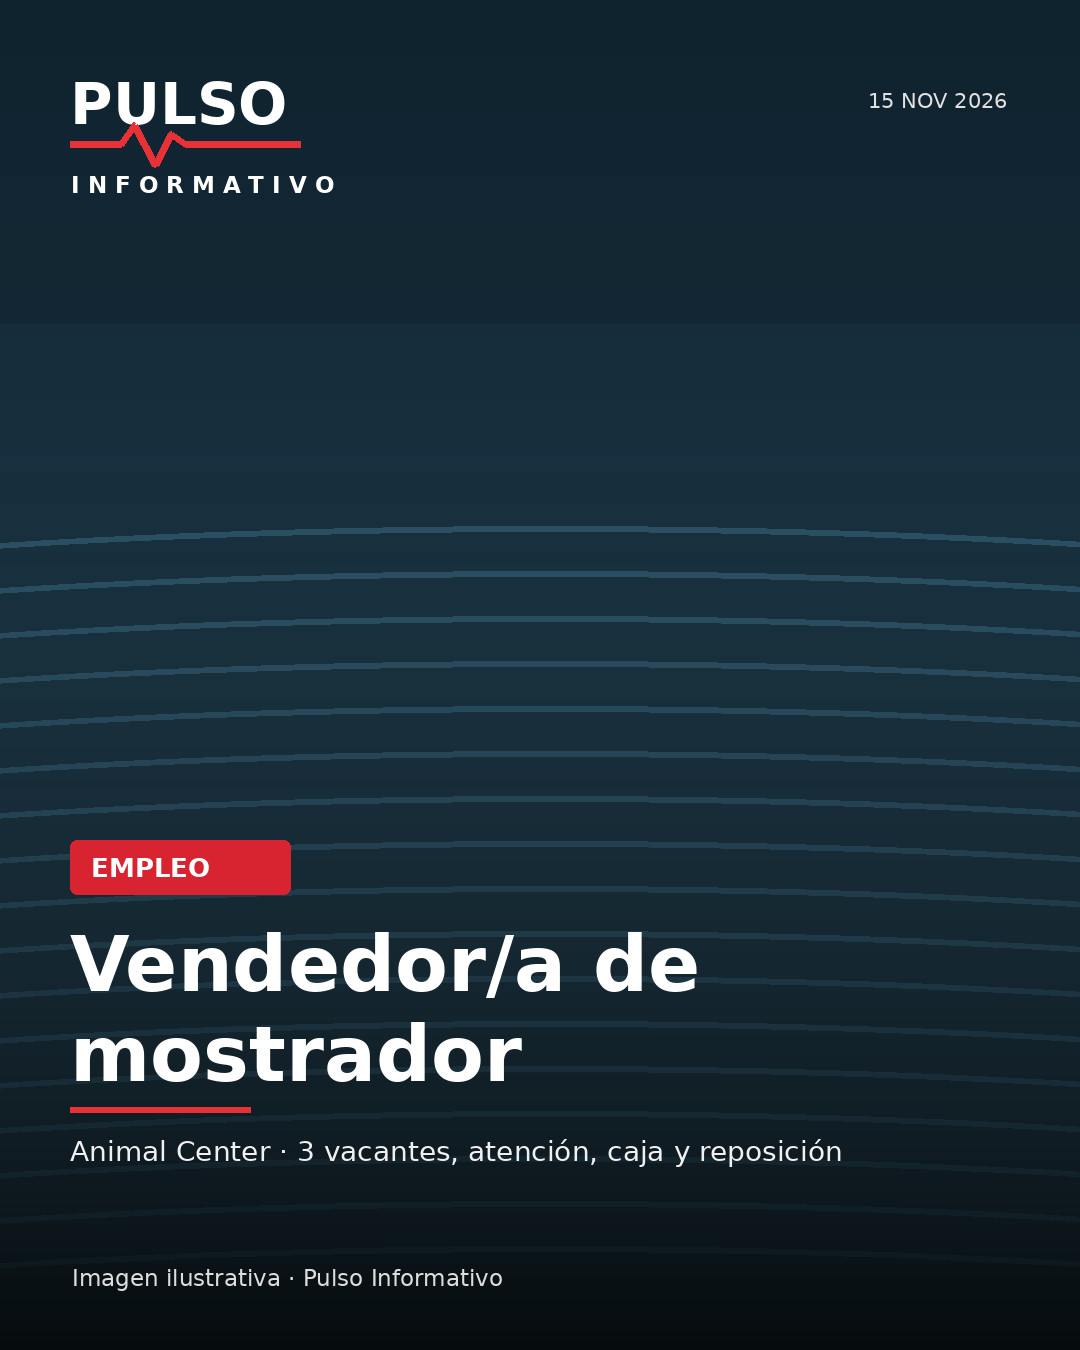 PULSO
INFORMATIVO
15 NOV 2026
EMPLEO
Vendedor/a de
mostrador
Animal Center · 3 vacantes, atención, caja y reposición
Imagen ilustrativa · Pulso Informativo